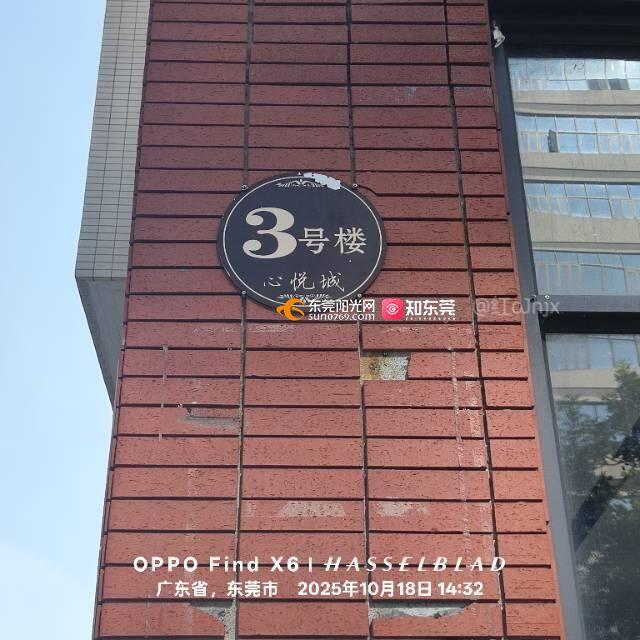 3号楼
心悦城
东莞阳光网 知东莞
sun0769.com
OPPO Find X6 | HASSELBLAD
广东省，东莞市 2025年10月18日 14:32